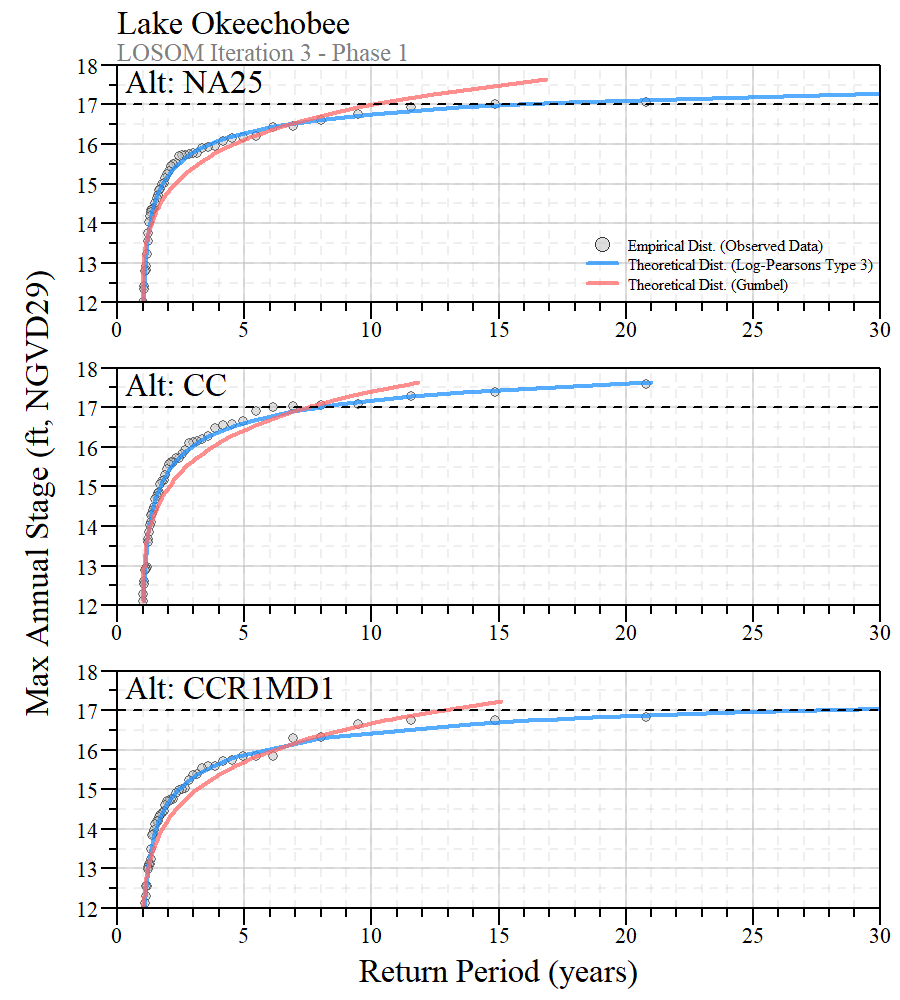 Lake Okeechobee
LOSOM Iteration 3 - Phase 1
Alt: NA25
18
17
16
15
14
13
12
Empirical Dist. (Observed Data)
Theoretical Dist. (Log-Pearsons Type 3)
Theoretical Dist. (Gumbel)
0 5 10 15 20 25 30
Alt: CC
18
17
16
15
14
13
12
0 5 10 15 20 25 30
Max Annual Stage (ft, NGVD29)
Alt: CCR1MD1
18
17
16
15
14
13
12
0 5 10 15 20 25 30
Return Period (years)